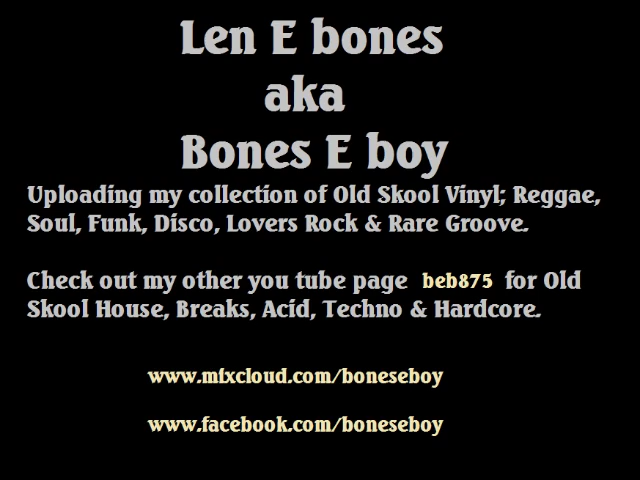 Len E bones
aka
Bones E boy
Uploading my collection of Old Skool Vinyl; Reggae,
Soul, Funk, Disco, Lovers Rock & Rare Groove.
Check out my other you tube page beb875 for Old
Skool House, Breaks, Acid, Techno & Hardcore.
www.mixcloud.com/boneseboy
www.facebook.com/boneseboy